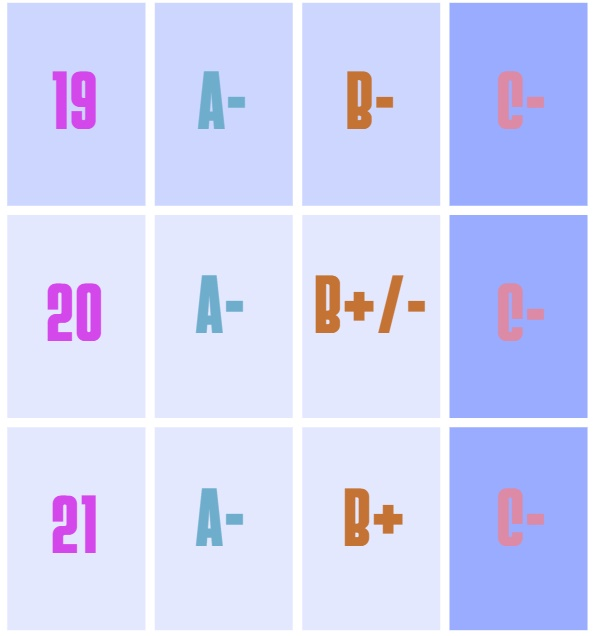 19 A- B- C-
20 A- B+/- C-
21 A- B+ C-